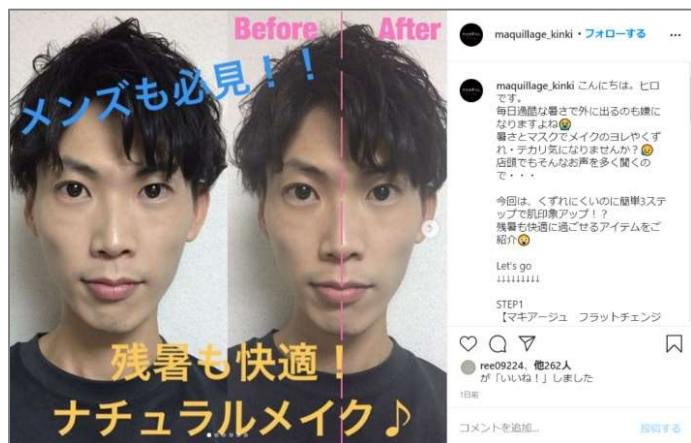 Before
After
メンズも必見！！
残暑も快適！
ナチュラルメイク♪
maquillage_kinki・フォローする
maquillage_kinki こんにちは。ヒロ
です。
毎日過酷な暑さで外に出るのも嫌に
なりますよね😭
暑さとマスクでメイクのヨレやくず
れ・テカリ気になりませんか？😥
店頭でもそんなお声を多く聞くの
で・・・
今回は、くずれにくいのに簡単3ステ
ップで肌印象アップ！？
残暑も快適に過ごせるアイテムをご
紹介😮
Let's go
↓↓↓↓↓↓↓↓↓
STEP1
【マキアージュ　フラットチェンジ
ree09224、他262人
が「いいね！」しました
1日前
コメントを追加...
投稿する